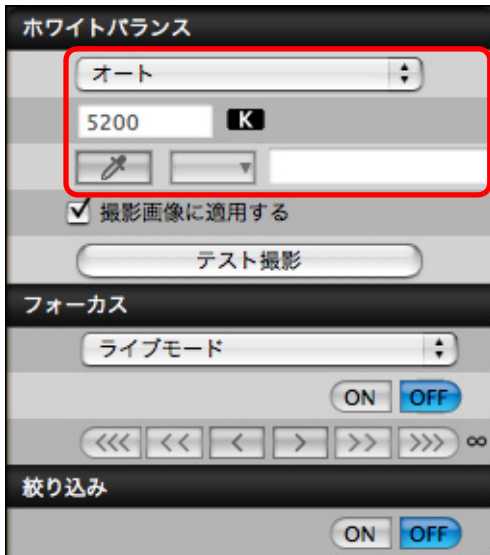 ホワイトバランス
オート
5200 K
撮影画像に適用する
テスト撮影
フォーカス
ライブモード
ON OFF
<<< << < > >> >>> ∞
絞り込み
ON OFF